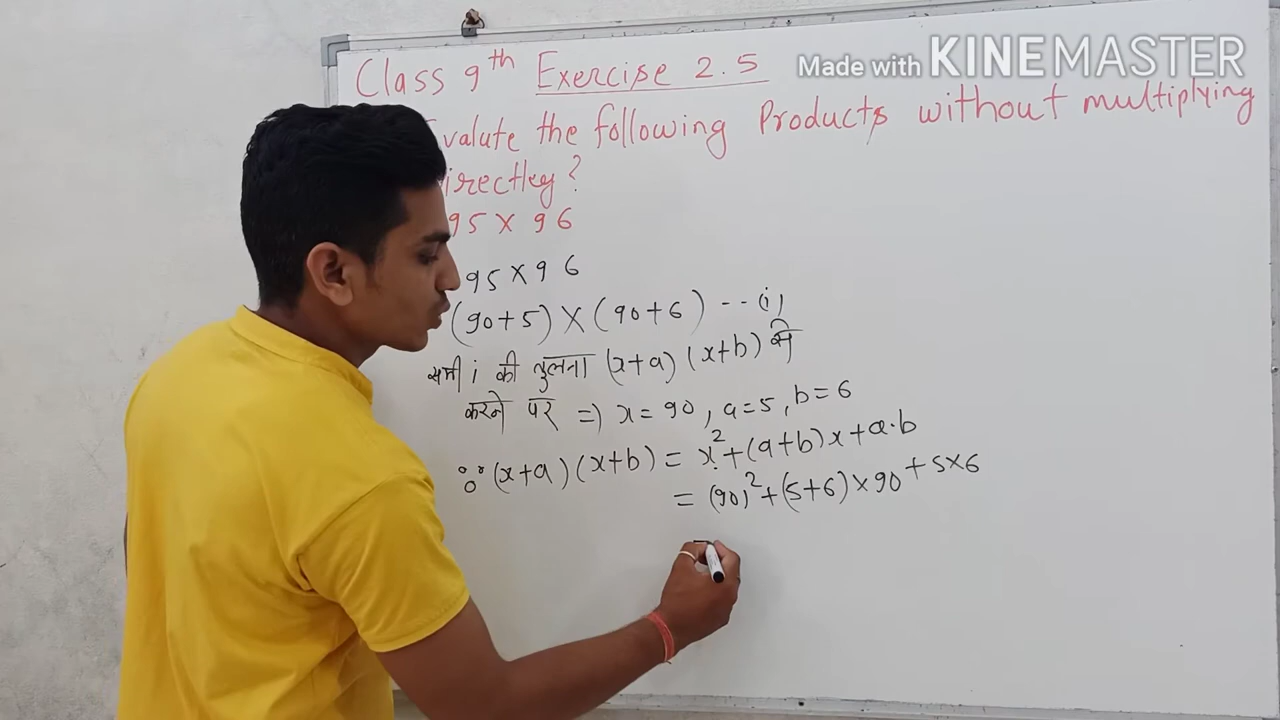 Class 9th Exercise 2.5
Made with KINEMASTER
valute the following Products without multiplying
irectley?
95 X 96
95 X 96
(90+5) X (90+6) -- (i)
समी i की तुलना (x+a) (x+b) से
करने पर => x = 90, a=5, b=6
∵ (x+a) (x+b) = x²+(a+b)x+a·b
= (90)²+(5+6)×90+5×6